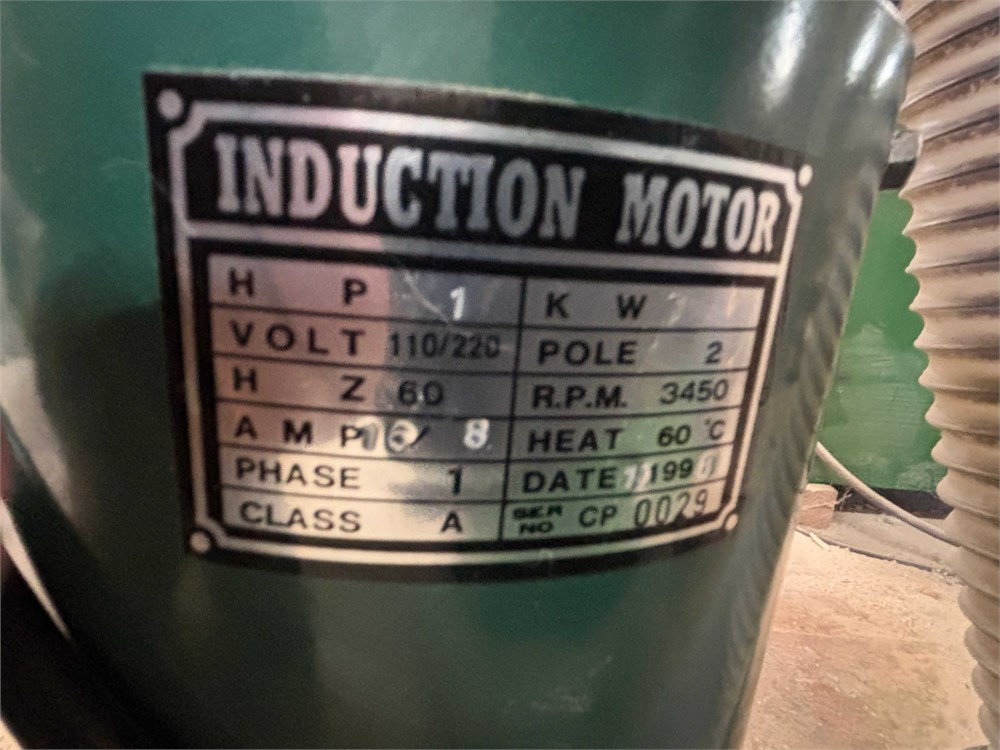 INDUCTION MOTOR
H P 1 K W
VOLT 110/220 POLE 2
H Z 60 R.P.M. 3450
A M P 16/ 8 HEAT 60 °C
PHASE 1 DATE
CLASS A SER NO CP 0029